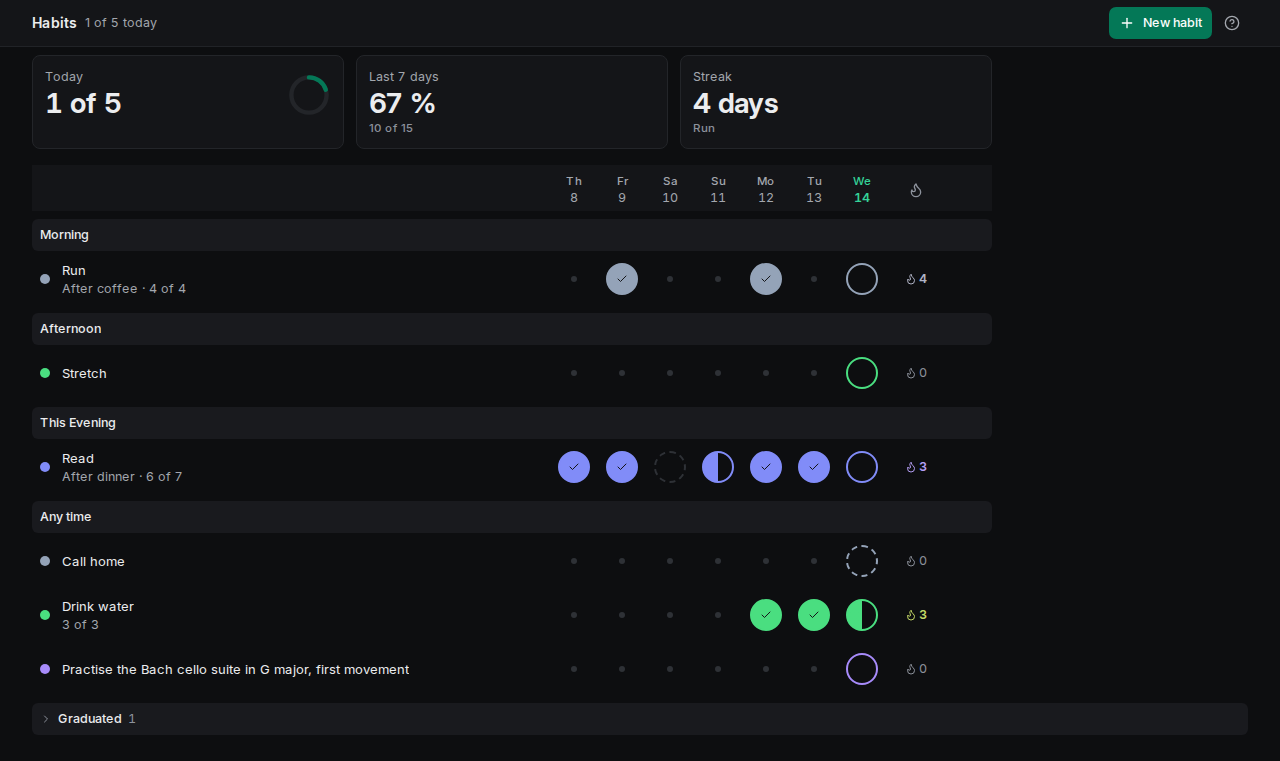 Habits 1 of 5 today
New habit
Today
1 of 5
Last 7 days
67 %
10 of 15
Streak
4 days
Run
Th Fr Sa Su Mo Tu We
8 9 10 11 12 13 14
Morning
Run
After coffee · 4 of 4
4
Afternoon
Stretch
0
This Evening
Read
After dinner · 6 of 7
3
Any time
Call home
0
Drink water
3 of 3
3
Practise the Bach cello suite in G major, first movement
0
Graduated 1